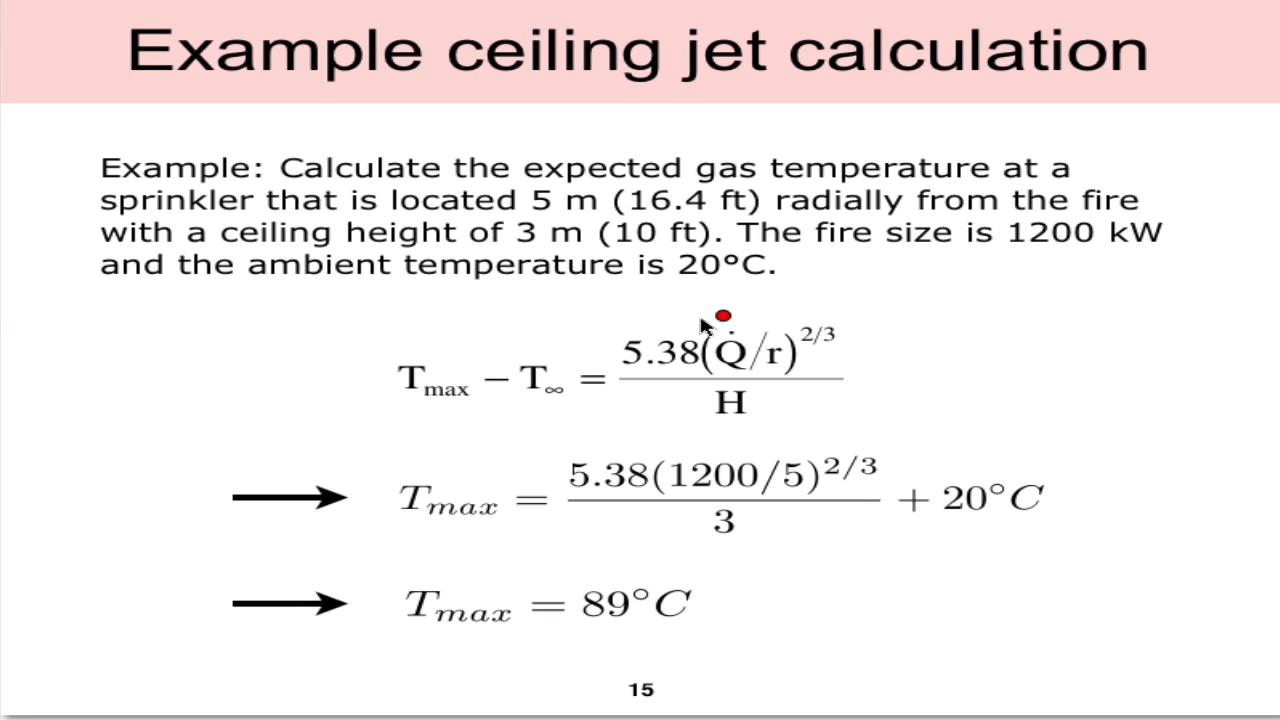 Example ceiling jet calculation
Example: Calculate the expected gas temperature at a
sprinkler that is located 5 m (16.4 ft) radially from the fire
with a ceiling height of 3 m (10 ft). The fire size is 1200 kW
and the ambient temperature is 20°C.
T_max − T_∞ = 5.38(Q̇/r)^2/3 / H
T_max = 5.38(1200/5)^2/3 / 3 + 20°C
T_max = 89°C
15